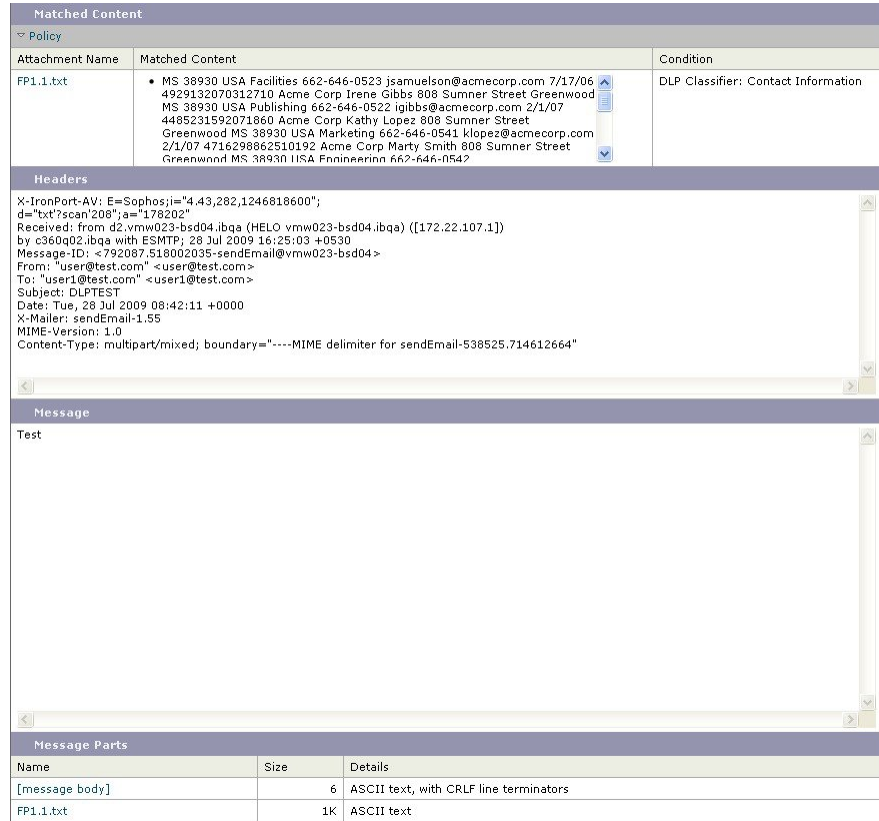 Matched Content
Policy
Attachment Name Matched Content Condition
FP1.1.txt
• MS 38930 USA Facilities 662-646-0523 jsamuelson@acmecorp.com 7/17/06
4929132070312710 Acme Corp Irene Gibbs 808 Sumner Street Greenwood
MS 38930 USA Publishing 662-646-0522 igibbs@acmecorp.com 2/1/07
4485231592071860 Acme Corp Kathy Lopez 808 Sumner Street
Greenwood MS 38930 USA Marketing 662-646-0541 klopez@acmecorp.com
2/1/07 4716298862510192 Acme Corp Marty Smith 808 Sumner Street
Greenwood MS 38930 USA Engineering 662-646-0542
DLP Classifier: Contact Information
Headers
X-IronPort-AV: E=Sophos;i="4.43,282,1246818600";
d="txt'?scan'208";a="178202"
Received: from d2.vmw023-bsd04.ibqa (HELO vmw023-bsd04.ibqa) ([172.22.107.1])
by c360q02.ibqa with ESMTP; 28 Jul 2009 16:25:03 +0530
Message-ID: <792087.518002035-sendEmail@vmw023-bsd04>
From: "user@test.com" <user@test.com>
To: "user1@test.com" <user1@test.com>
Subject: DLPTEST
Date: Tue, 28 Jul 2009 08:42:11 +0000
X-Mailer: sendEmail-1.55
MIME-Version: 1.0
Content-Type: multipart/mixed; boundary="----MIME delimiter for sendEmail-538525.714612664"
Message
Test
Message Parts
Name Size Details
[message body] 6 ASCII text, with CRLF line terminators
FP1.1.txt 1K ASCII text